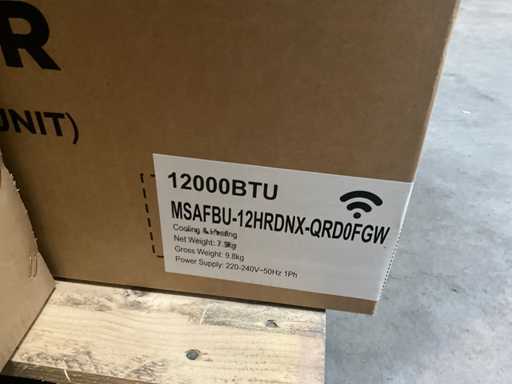 R
UNIT)
12000BTU
MSAFBU-12HRDNX-QRD0FGW
Cooling & Heating
Net Weight: 7.9kg
Gross Weight: 9.8kg
Power Supply: 220-240V~50Hz 1Ph